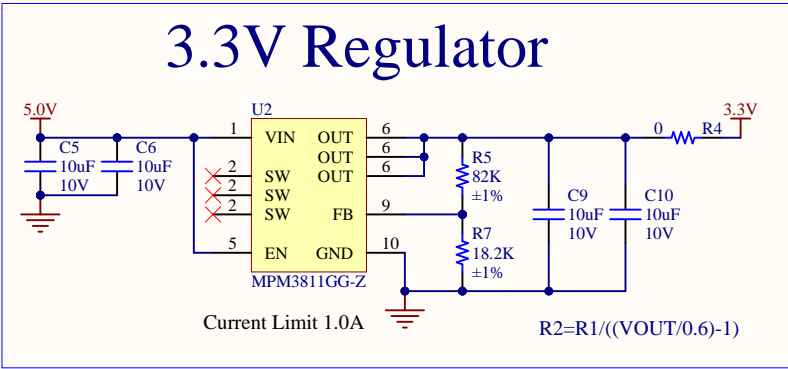 3.3V Regulator
5.0V
C5
10uF
10V
C6
10uF
10V
U2
1 VIN OUT 6
OUT 6
2 SW OUT 6
2 SW
2 SW FB 9
5 EN GND 10
MPM3811GG-Z
R5
82K
±1%
R7
18.2K
±1%
C9
10uF
10V
C10
10uF
10V
0 R4
3.3V
Current Limit 1.0A
R2=R1/((VOUT/0.6)-1)